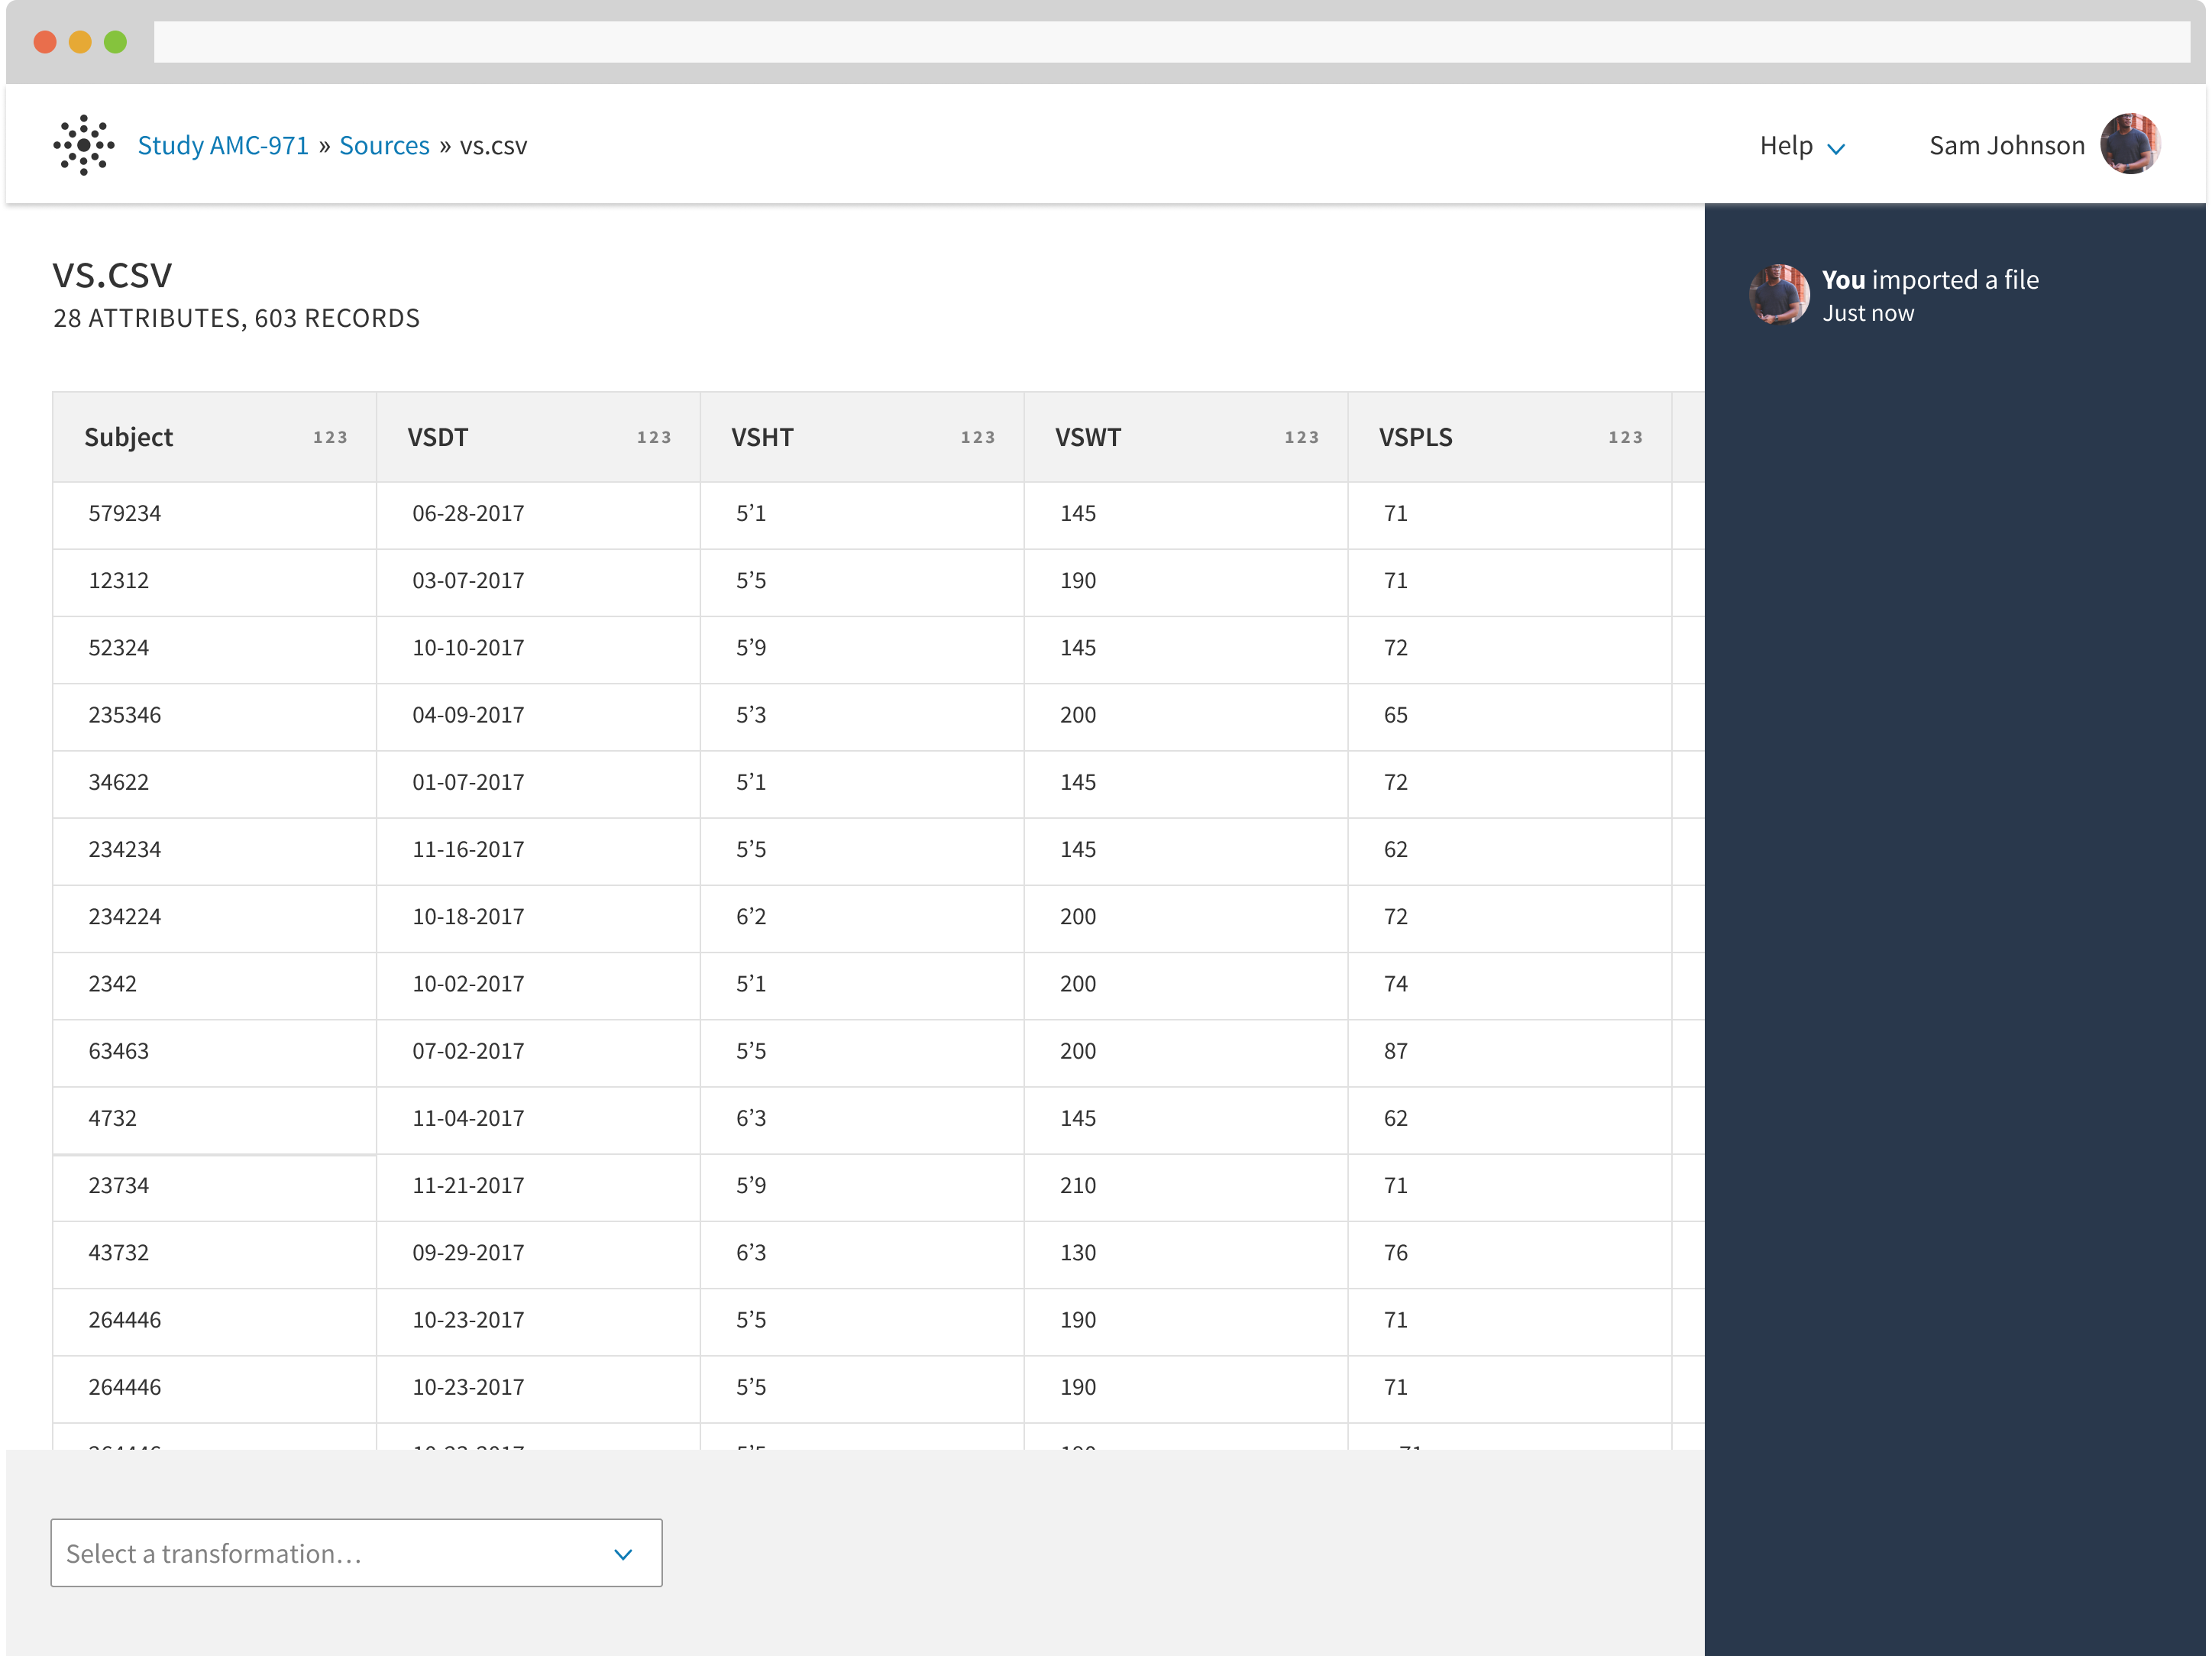 Study AMC-971 » Sources » vs.csv
Help
Sam Johnson
vs.csv
28 ATTRIBUTES, 603 RECORDS
You imported a file
Just now
Subject 123 VSDT 123 VSHT 123 VSWT 123 VSPLS 123
579234 06-28-2017 5’1 145 71
12312 03-07-2017 5’5 190 71
52324 10-10-2017 5’9 145 72
235346 04-09-2017 5’3 200 65
34622 01-07-2017 5’1 145 72
234234 11-16-2017 5’5 145 62
234224 10-18-2017 6’2 200 72
2342 10-02-2017 5’1 200 74
63463 07-02-2017 5’5 200 87
4732 11-04-2017 6’3 145 62
23734 11-21-2017 5’9 210 71
43732 09-29-2017 6’3 130 76
264446 10-23-2017 5’5 190 71
264446 10-23-2017 5’5 190 71
Select a transformation…